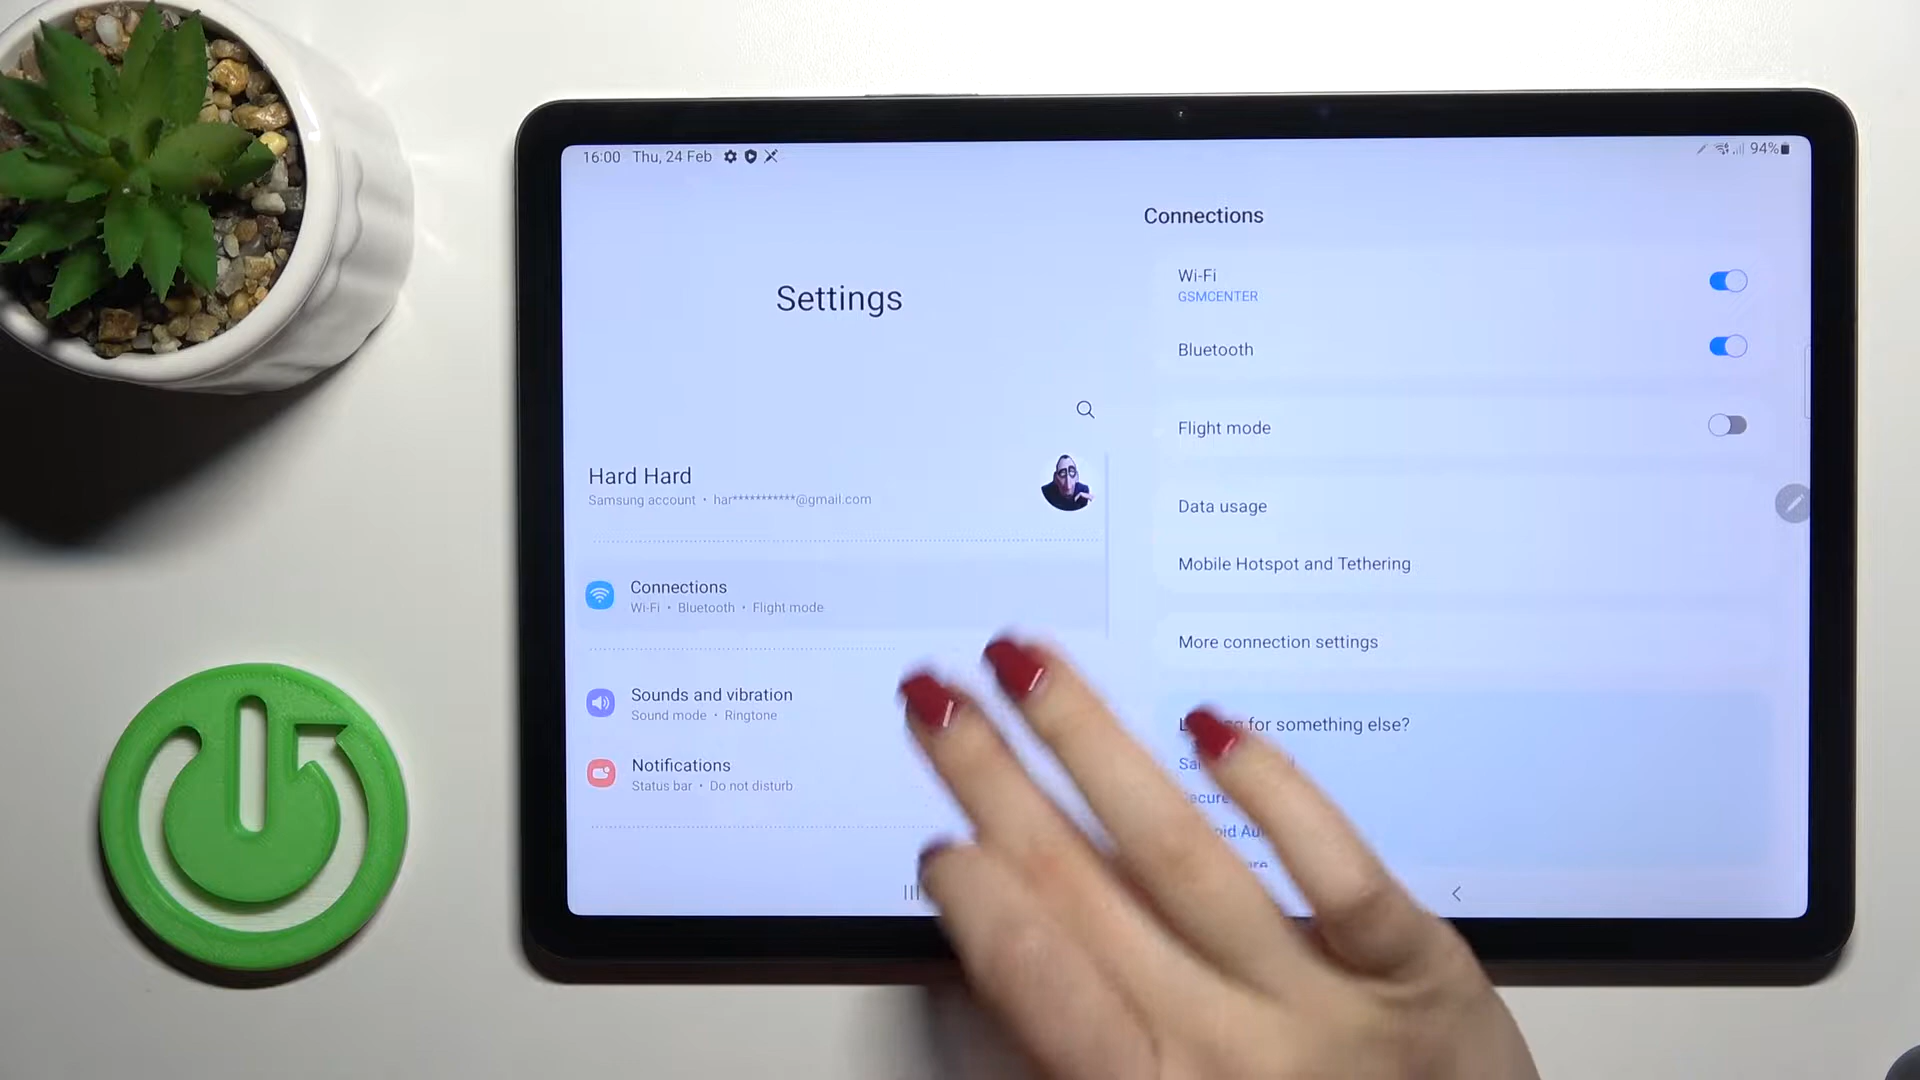 16:00 Thu, 24 Feb
94%
Settings
Hard Hard
Samsung account • har***********@gmail.com
Connections
Wi-Fi • Bluetooth • Flight mode
Sounds and vibration
Sound mode • Ringtone
Notifications
Status bar • Do not disturb
Connections
Wi-Fi
GSMCENTER
Bluetooth
Flight mode
Data usage
Mobile Hotspot and Tethering
More connection settings
for something else?